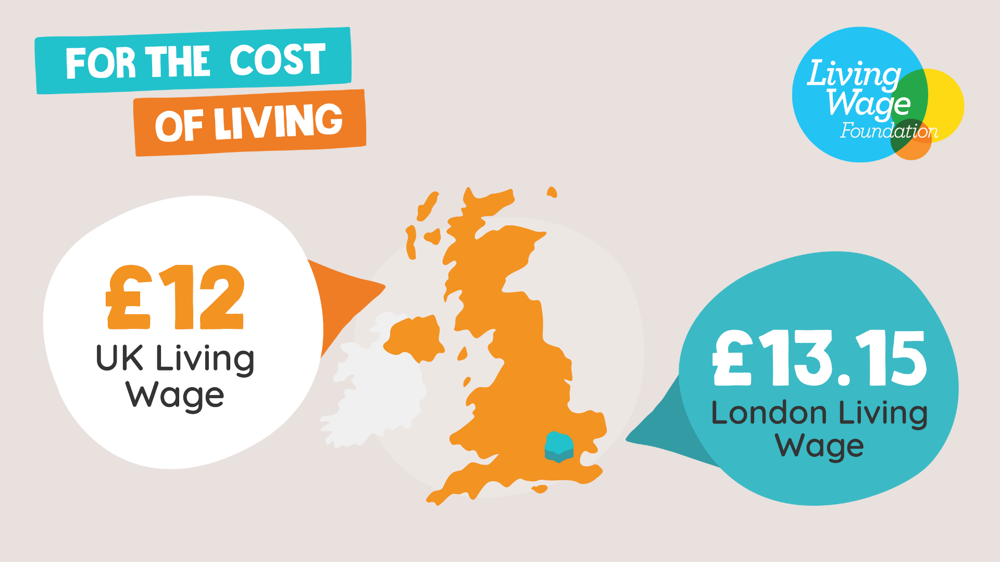 FOR THE COST
OF LIVING
Living
Wage
Foundation
£12
UK Living
Wage
£13.15
London Living
Wage